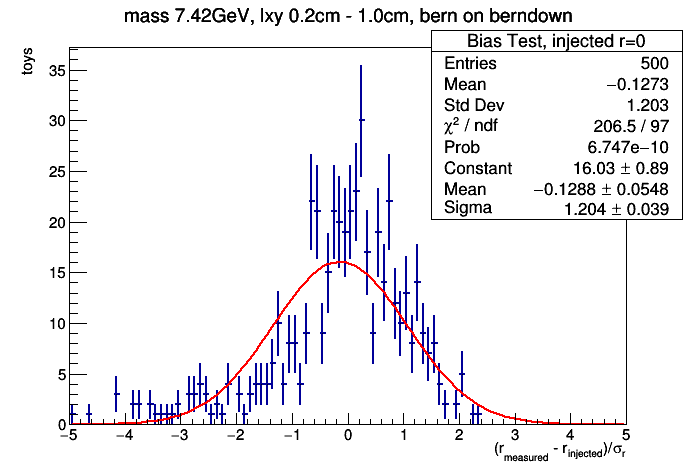 mass 7.42GeV, lxy 0.2cm - 1.0cm, bern on berndown
Bias Test, injected r=0
Entries 500
Mean −0.1273
Std Dev 1.203
χ² / ndf 206.5 / 97
Prob 6.747e−10
Constant 16.03 ± 0.89
Mean −0.1288 ± 0.0548
Sigma 1.204 ± 0.039
toys
35
30
25
20
15
10
5
0
−5 −4 −3 −2 −1 0 1 2 3 4 5
(r_measured - r_injected)/σ_r